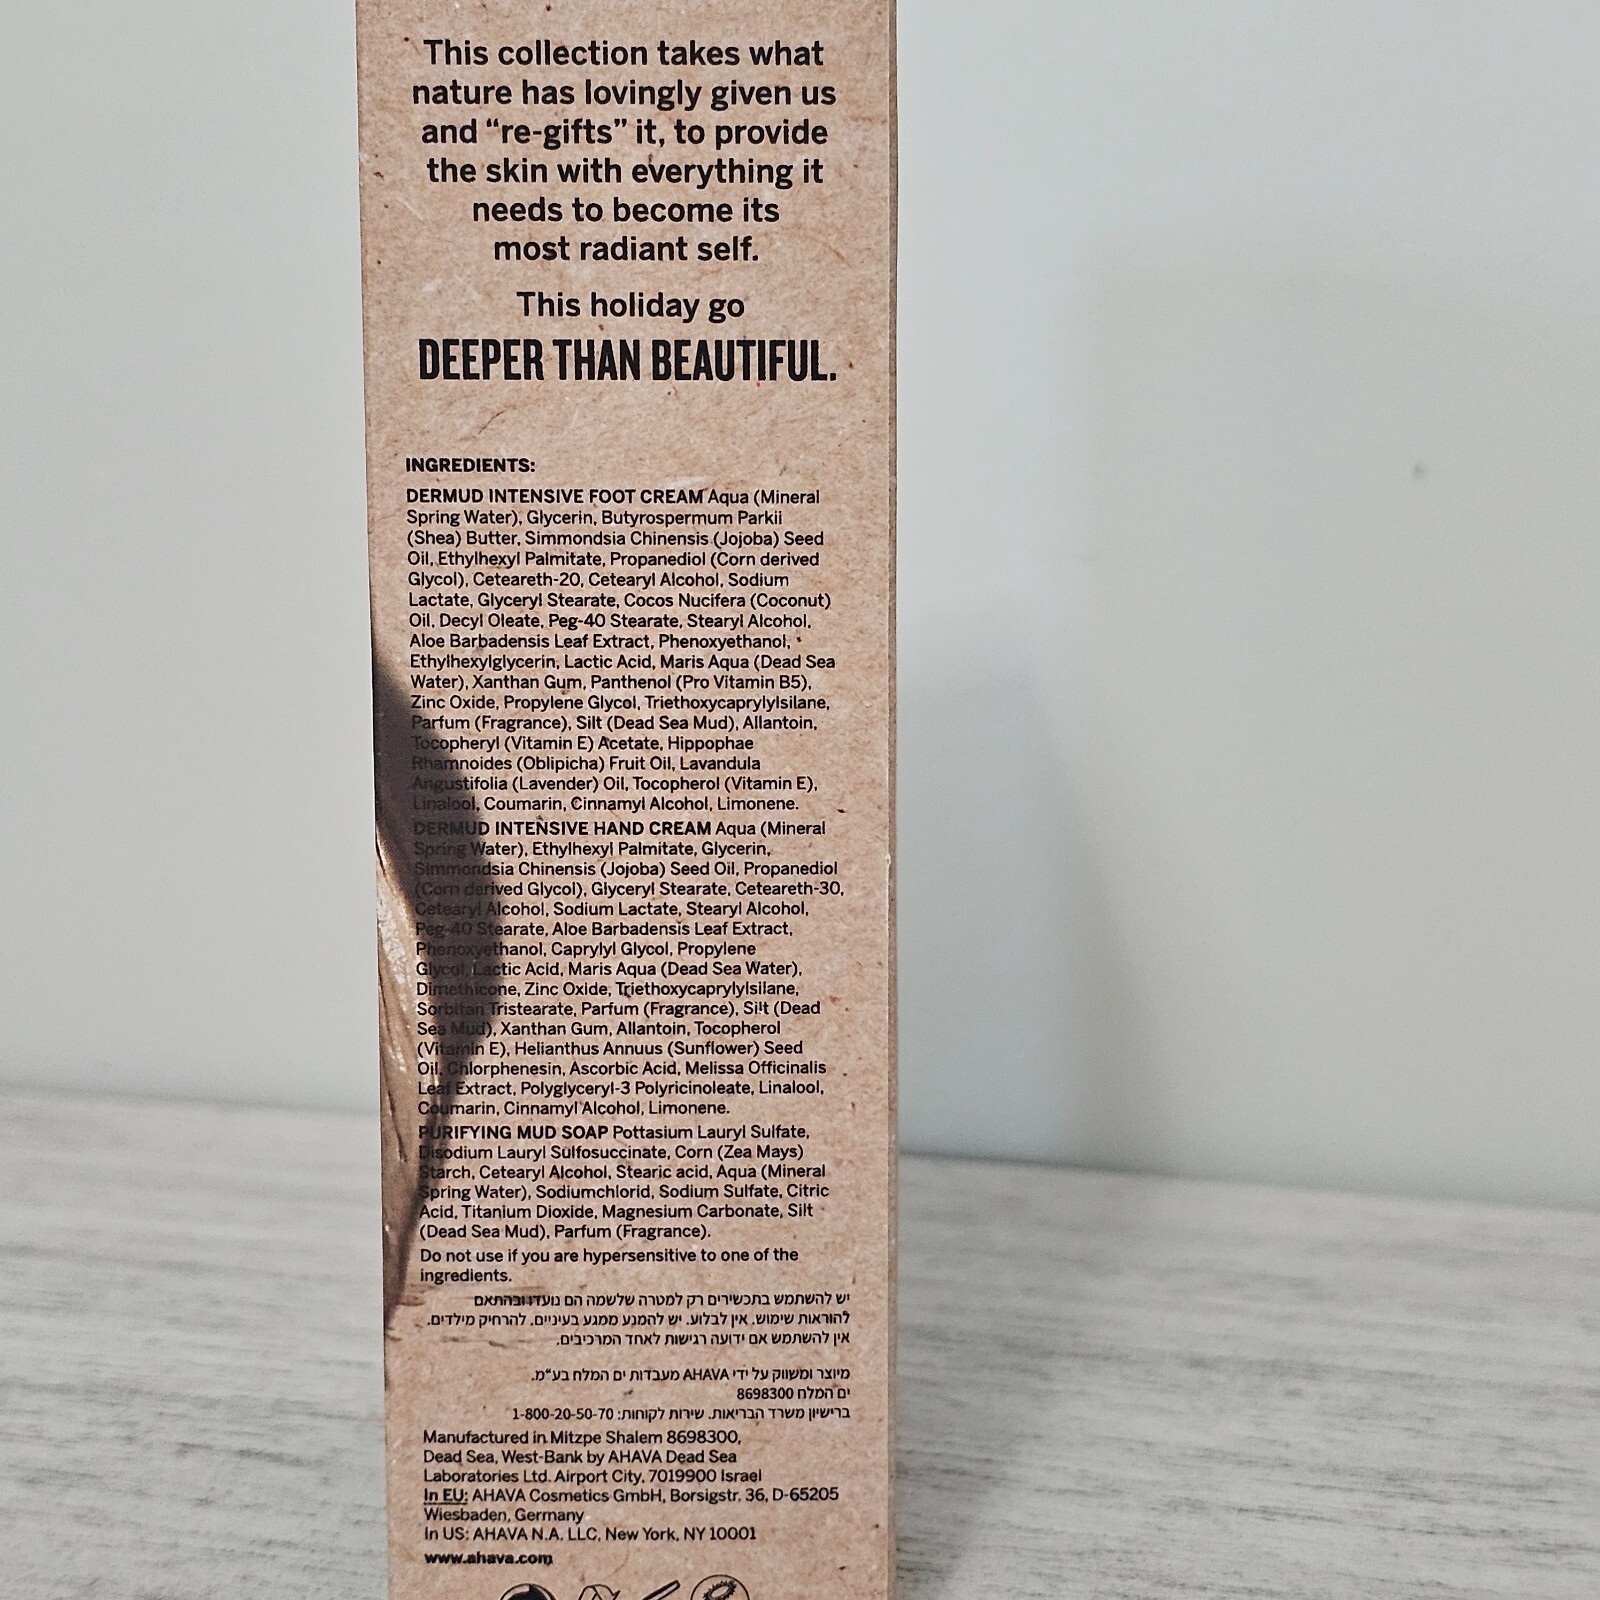 This collection takes what
nature has lovingly given us
and “re-gifts” it, to provide
the skin with everything it
needs to become its
most radiant self.
This holiday go
DEEPER THAN BEAUTIFUL.
INGREDIENTS:
DERMUD INTENSIVE FOOT CREAM Aqua (Mineral
Spring Water), Glycerin, Butyrospermum Parkii
(Shea) Butter, Simmondsia Chinensis (Jojoba) Seed
Oil, Ethylhexyl Palmitate, Propanediol (Corn derived
Glycol), Ceteareth-20, Cetearyl Alcohol, Sodium
Lactate, Glyceryl Stearate, Cocos Nucifera (Coconut)
Oil, Decyl Oleate, Peg-40 Stearate, Stearyl Alcohol,
Aloe Barbadensis Leaf Extract, Phenoxyethanol,
Ethylhexylglycerin, Lactic Acid, Maris Aqua (Dead Sea
Water), Xanthan Gum, Panthenol (Pro Vitamin B5),
Zinc Oxide, Propylene Glycol, Triethoxycaprylylsilane,
Parfum (Fragrance), Silt (Dead Sea Mud), Allantoin,
Tocopheryl (Vitamin E) Acetate, Hippophae
Rhamnoides (Oblipicha) Fruit Oil, Lavandula
Angustifolia (Lavender) Oil, Tocopherol (Vitamin E),
Linalool, Coumarin, Cinnamyl Alcohol, Limonene.
DERMUD INTENSIVE HAND CREAM Aqua (Mineral
Spring Water), Ethylhexyl Palmitate, Glycerin,
Simmondsia Chinensis (Jojoba) Seed Oil, Propanediol
(Corn derived Glycol), Glyceryl Stearate, Ceteareth-30,
Cetearyl Alcohol, Sodium Lactate, Stearyl Alcohol,
Peg-40 Stearate, Aloe Barbadensis Leaf Extract,
Phenoxyethanol, Caprylyl Glycol, Propylene
Glycol, Lactic Acid, Maris Aqua (Dead Sea Water),
Dimethicone, Zinc Oxide, Triethoxycaprylylsilane,
Sorbitan Tristearate, Parfum (Fragrance), Silt (Dead
Sea Mud), Xanthan Gum, Allantoin, Tocopherol
(Vitamin E), Helianthus Annuus (Sunflower) Seed
Oil, Chlorphenesin, Ascorbic Acid, Melissa Officinalis
Leaf Extract, Polyglyceryl-3 Polyricinoleate, Linalool,
Coumarin, Cinnamyl Alcohol, Limonene.
PURIFYING MUD SOAP Pottasium Lauryl Sulfate,
Disodium Lauryl Sulfosuccinate, Corn (Zea Mays)
Starch, Cetearyl Alcohol, Stearic acid, Aqua (Mineral
Spring Water), Sodiumchlorid, Sodium Sulfate, Citric
Acid, Titanium Dioxide, Magnesium Carbonate, Silt
(Dead Sea Mud), Parfum (Fragrance).
Do not use if you are hypersensitive to one of the
ingredients.
יש להשתמש בתכשירים רק למטרה שלשמה הם נועדו ובהתאם
להוראות שימוש. אין לבלוע. יש להמנע ממגע בעיניים. להרחיק מילדים.
אין להשתמש אם ידועה רגישות לאחד המרכיבים.
מיוצר ומשווק על ידי AHAVA מעבדות ים המלח בע"מ.
ים המלח 8698300
ברישיון משרד הבריאות. שירות לקוחות: 1-800-20-50-70
Manufactured in Mitzpe Shalem 8698300,
Dead Sea, West-Bank by AHAVA Dead Sea
Laboratories Ltd. Airport City, 7019900 Israel
In EU: AHAVA Cosmetics GmbH, Borsigstr. 36, D-65205
Wiesbaden, Germany
In US: AHAVA N.A. LLC, New York, NY 10001
www.ahava.com